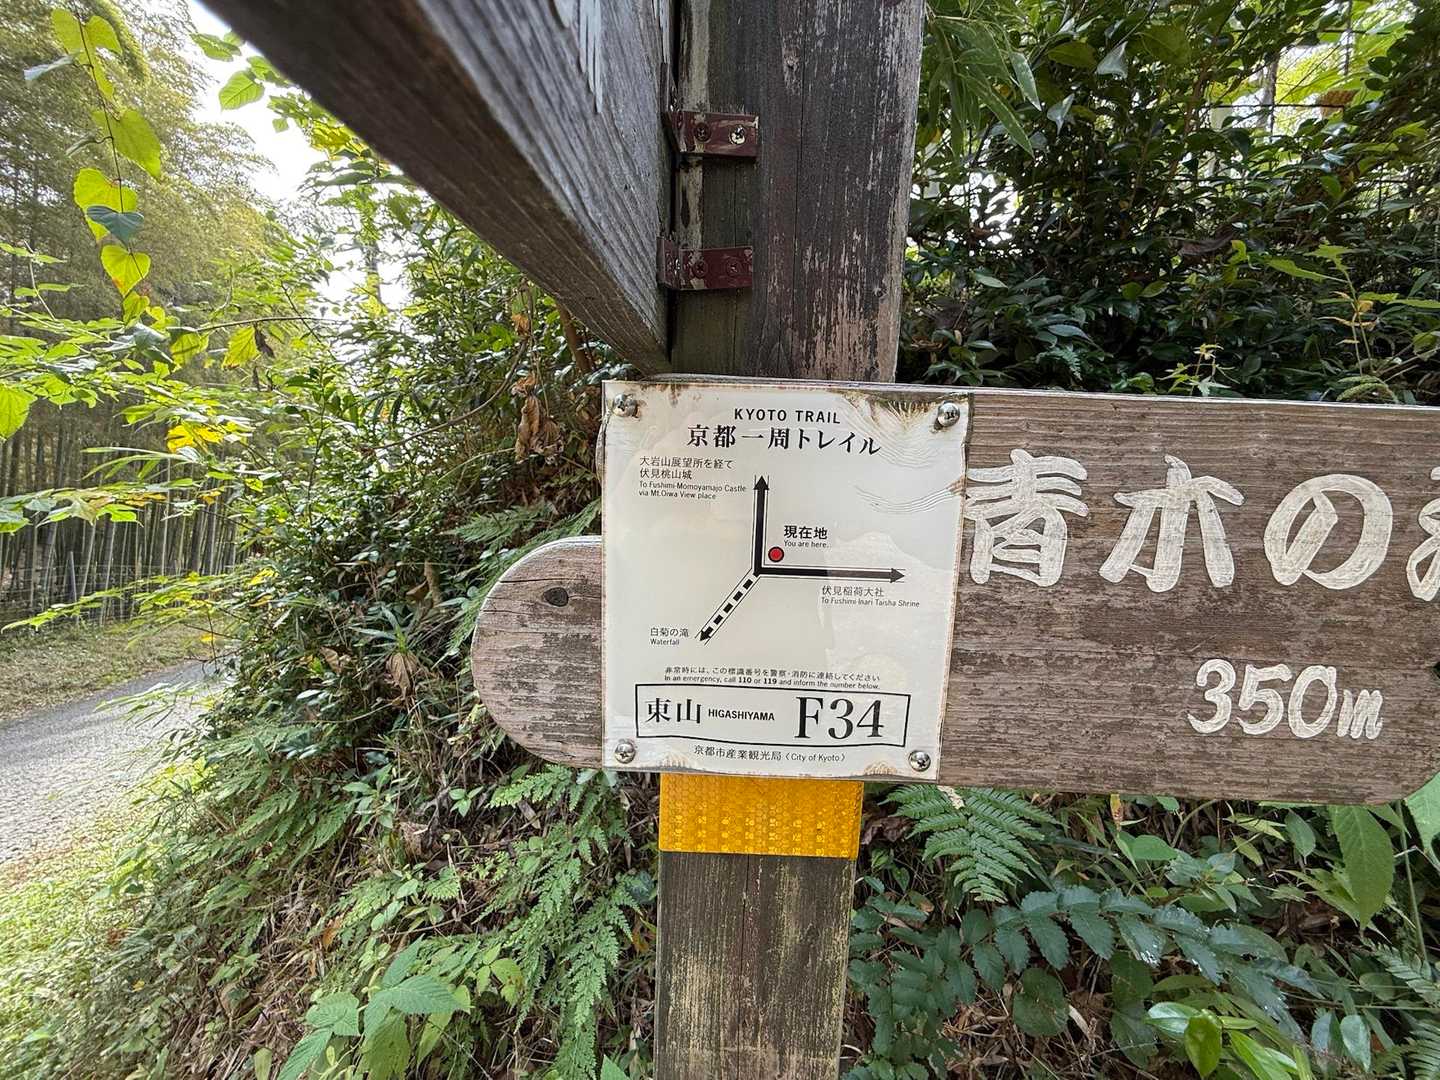 KYOTO TRAIL
京都一周トレイル
大岩山展望所を経て
伏見桃山城
To Fushimi-Momoyamajo Castle
via Mt.Oiwa View place
現在地
You are here.
伏見稲荷大社
To Fushimi Inari Taisha Shrine
白菊の滝
Waterfall
非常時には、この標識番号を警察・消防に連絡してください
In an emergency, call 110 or 119 and inform the number below.
東山 HIGASHIYAMA F34
京都市産業観光局〈City of Kyoto〉
青木の
350m